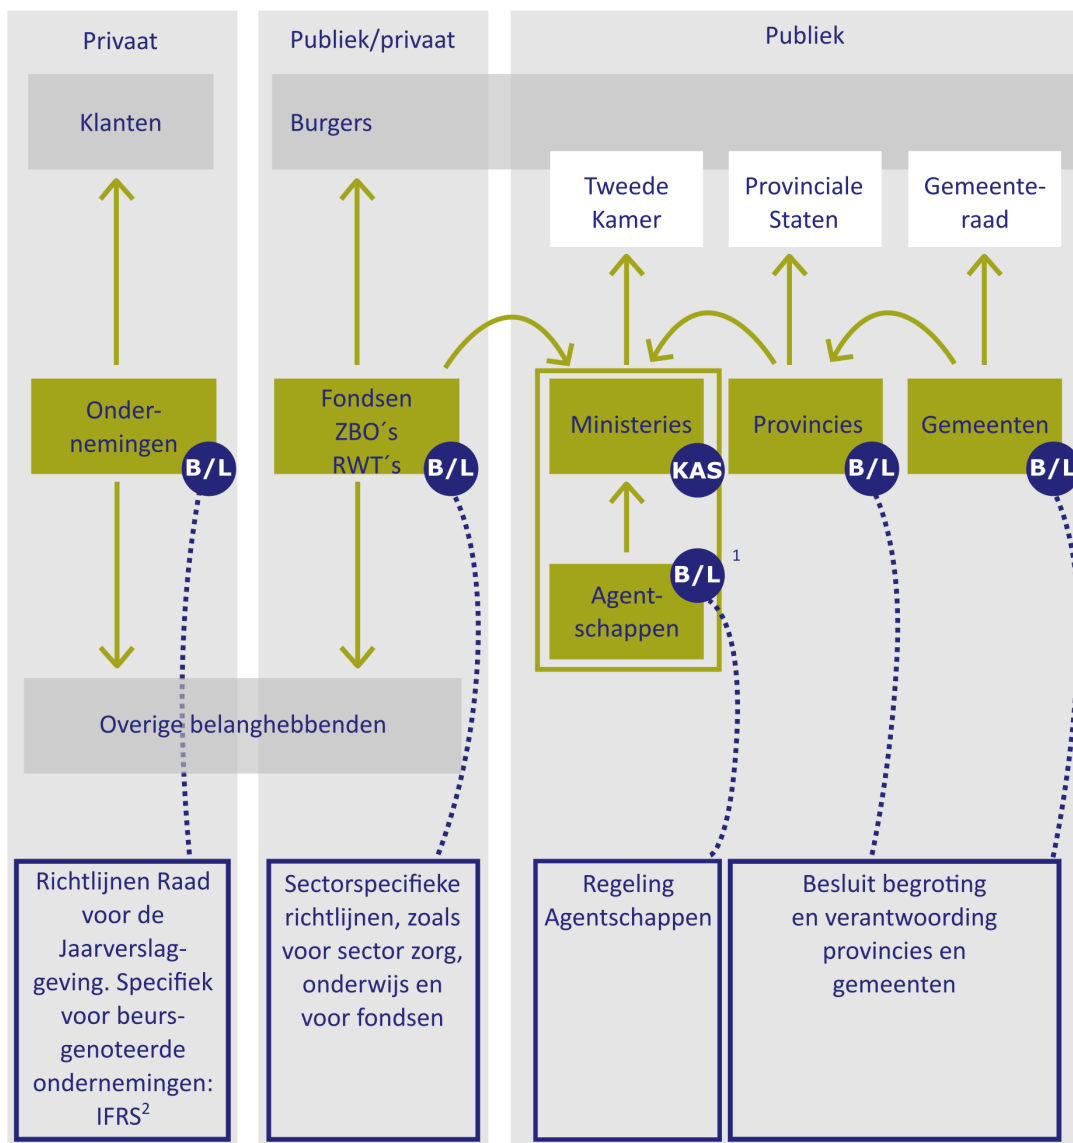 Privaat
Publiek/privaat
Publiek
Klanten
Burgers
Tweede
Kamer
Provinciale
Staten
Gemeente-
raad
Onder-
nemingen
B/L
Fondsen
ZBO´s
RWT´s
B/L
Ministeries
KAS
Provincies
B/L
Gemeenten
B/L
Agent-
schappen
B/L
1
Overige belanghebbenden
Richtlijnen Raad
voor de
Jaarverslag-
geving. Specifiek
voor beurs-
genoteerde
ondernemingen:
IFRS²
Sectorspecifieke
richtlijnen, zoals
voor sector zorg,
onderwijs en
voor fondsen
Regeling
Agentschappen
Besluit begroting
en verantwoording
provincies en
gemeenten